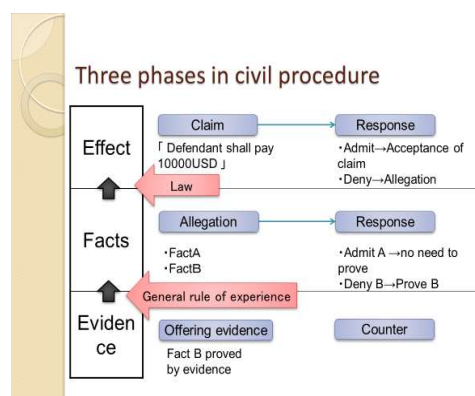 Three phases in civil procedure
Claim
Response
Effect
「 Defendant shall pay
10000USD 」
・Admit→Acceptance of
claim
・Deny→Allegation
Law
Allegation
Response
Facts
・FactA
・FactB
・Admit A →no need to
prove
・Deny B→Prove B
General rule of experience
Eviden
ce
Offering evidence
Counter
Fact B proved
by evidence